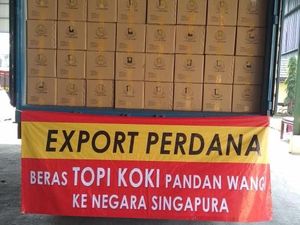 EXPORT PERDANA
BERAS TOPI KOKI PANDAN WANGI
KE NEGARA SINGAPURA